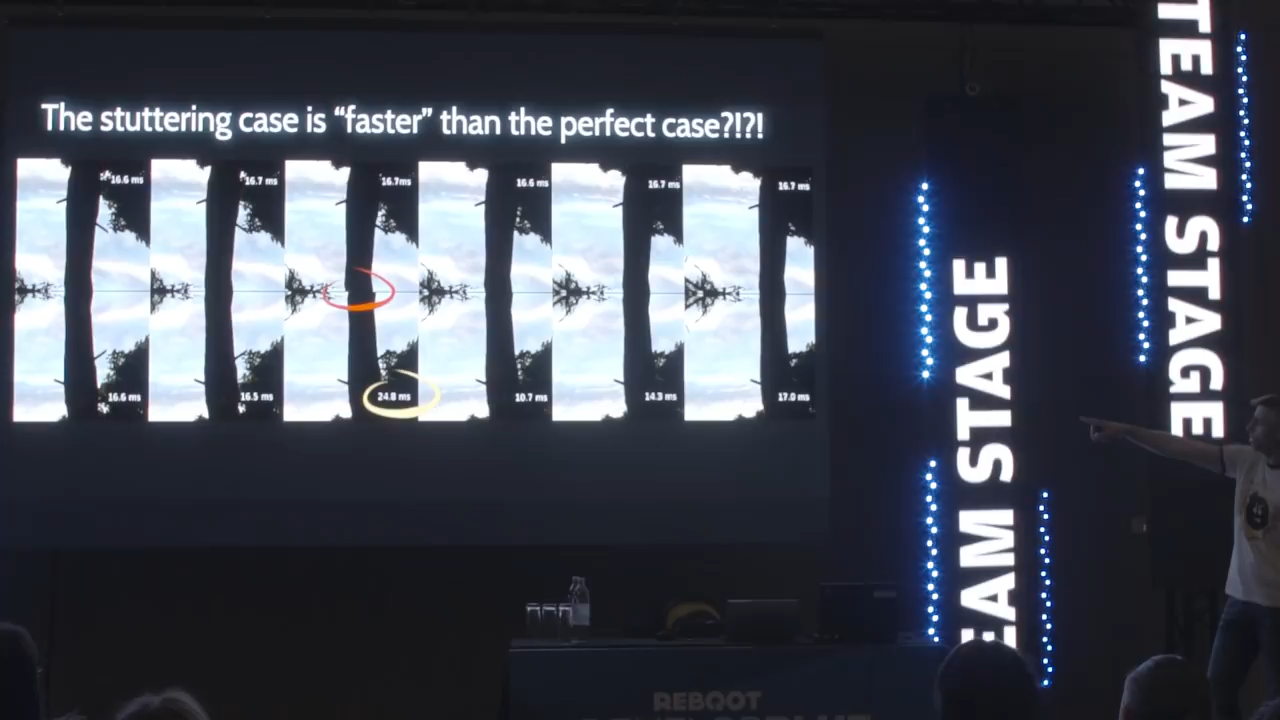 The stuttering case is “faster” than the perfect case?!?!
16.6 ms
16.7 ms
16.7ms
16.6 ms
16.7 ms
16.7 ms
16.6 ms
16.5 ms
24.8 ms
10.7 ms
14.3 ms
17.0 ms
EAM STAGE
TEAM STAGE
REBOOT